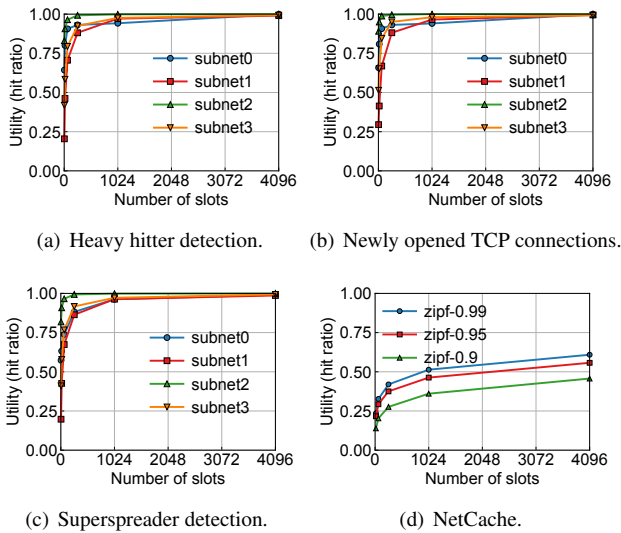 1.00
0.75
0.50
0.25
0.00
Utility (hit ratio)
subnet0
subnet1
subnet2
subnet3
0 1024 2048 3072 4096
Number of slots
(a) Heavy hitter detection.
1.00
0.75
0.50
0.25
0.00
Utility (hit ratio)
subnet0
subnet1
subnet2
subnet3
0 1024 2048 3072 4096
Number of slots
(b) Newly opened TCP connections.
1.00
0.75
0.50
0.25
0.00
Utility (hit ratio)
subnet0
subnet1
subnet2
subnet3
0 1024 2048 3072 4096
Number of slots
(c) Superspreader detection.
1.00
0.75
0.50
0.25
0.00
Utility (hit ratio)
zipf-0.99
zipf-0.95
zipf-0.9
0 1024 2048 3072 4096
Number of slots
(d) NetCache.